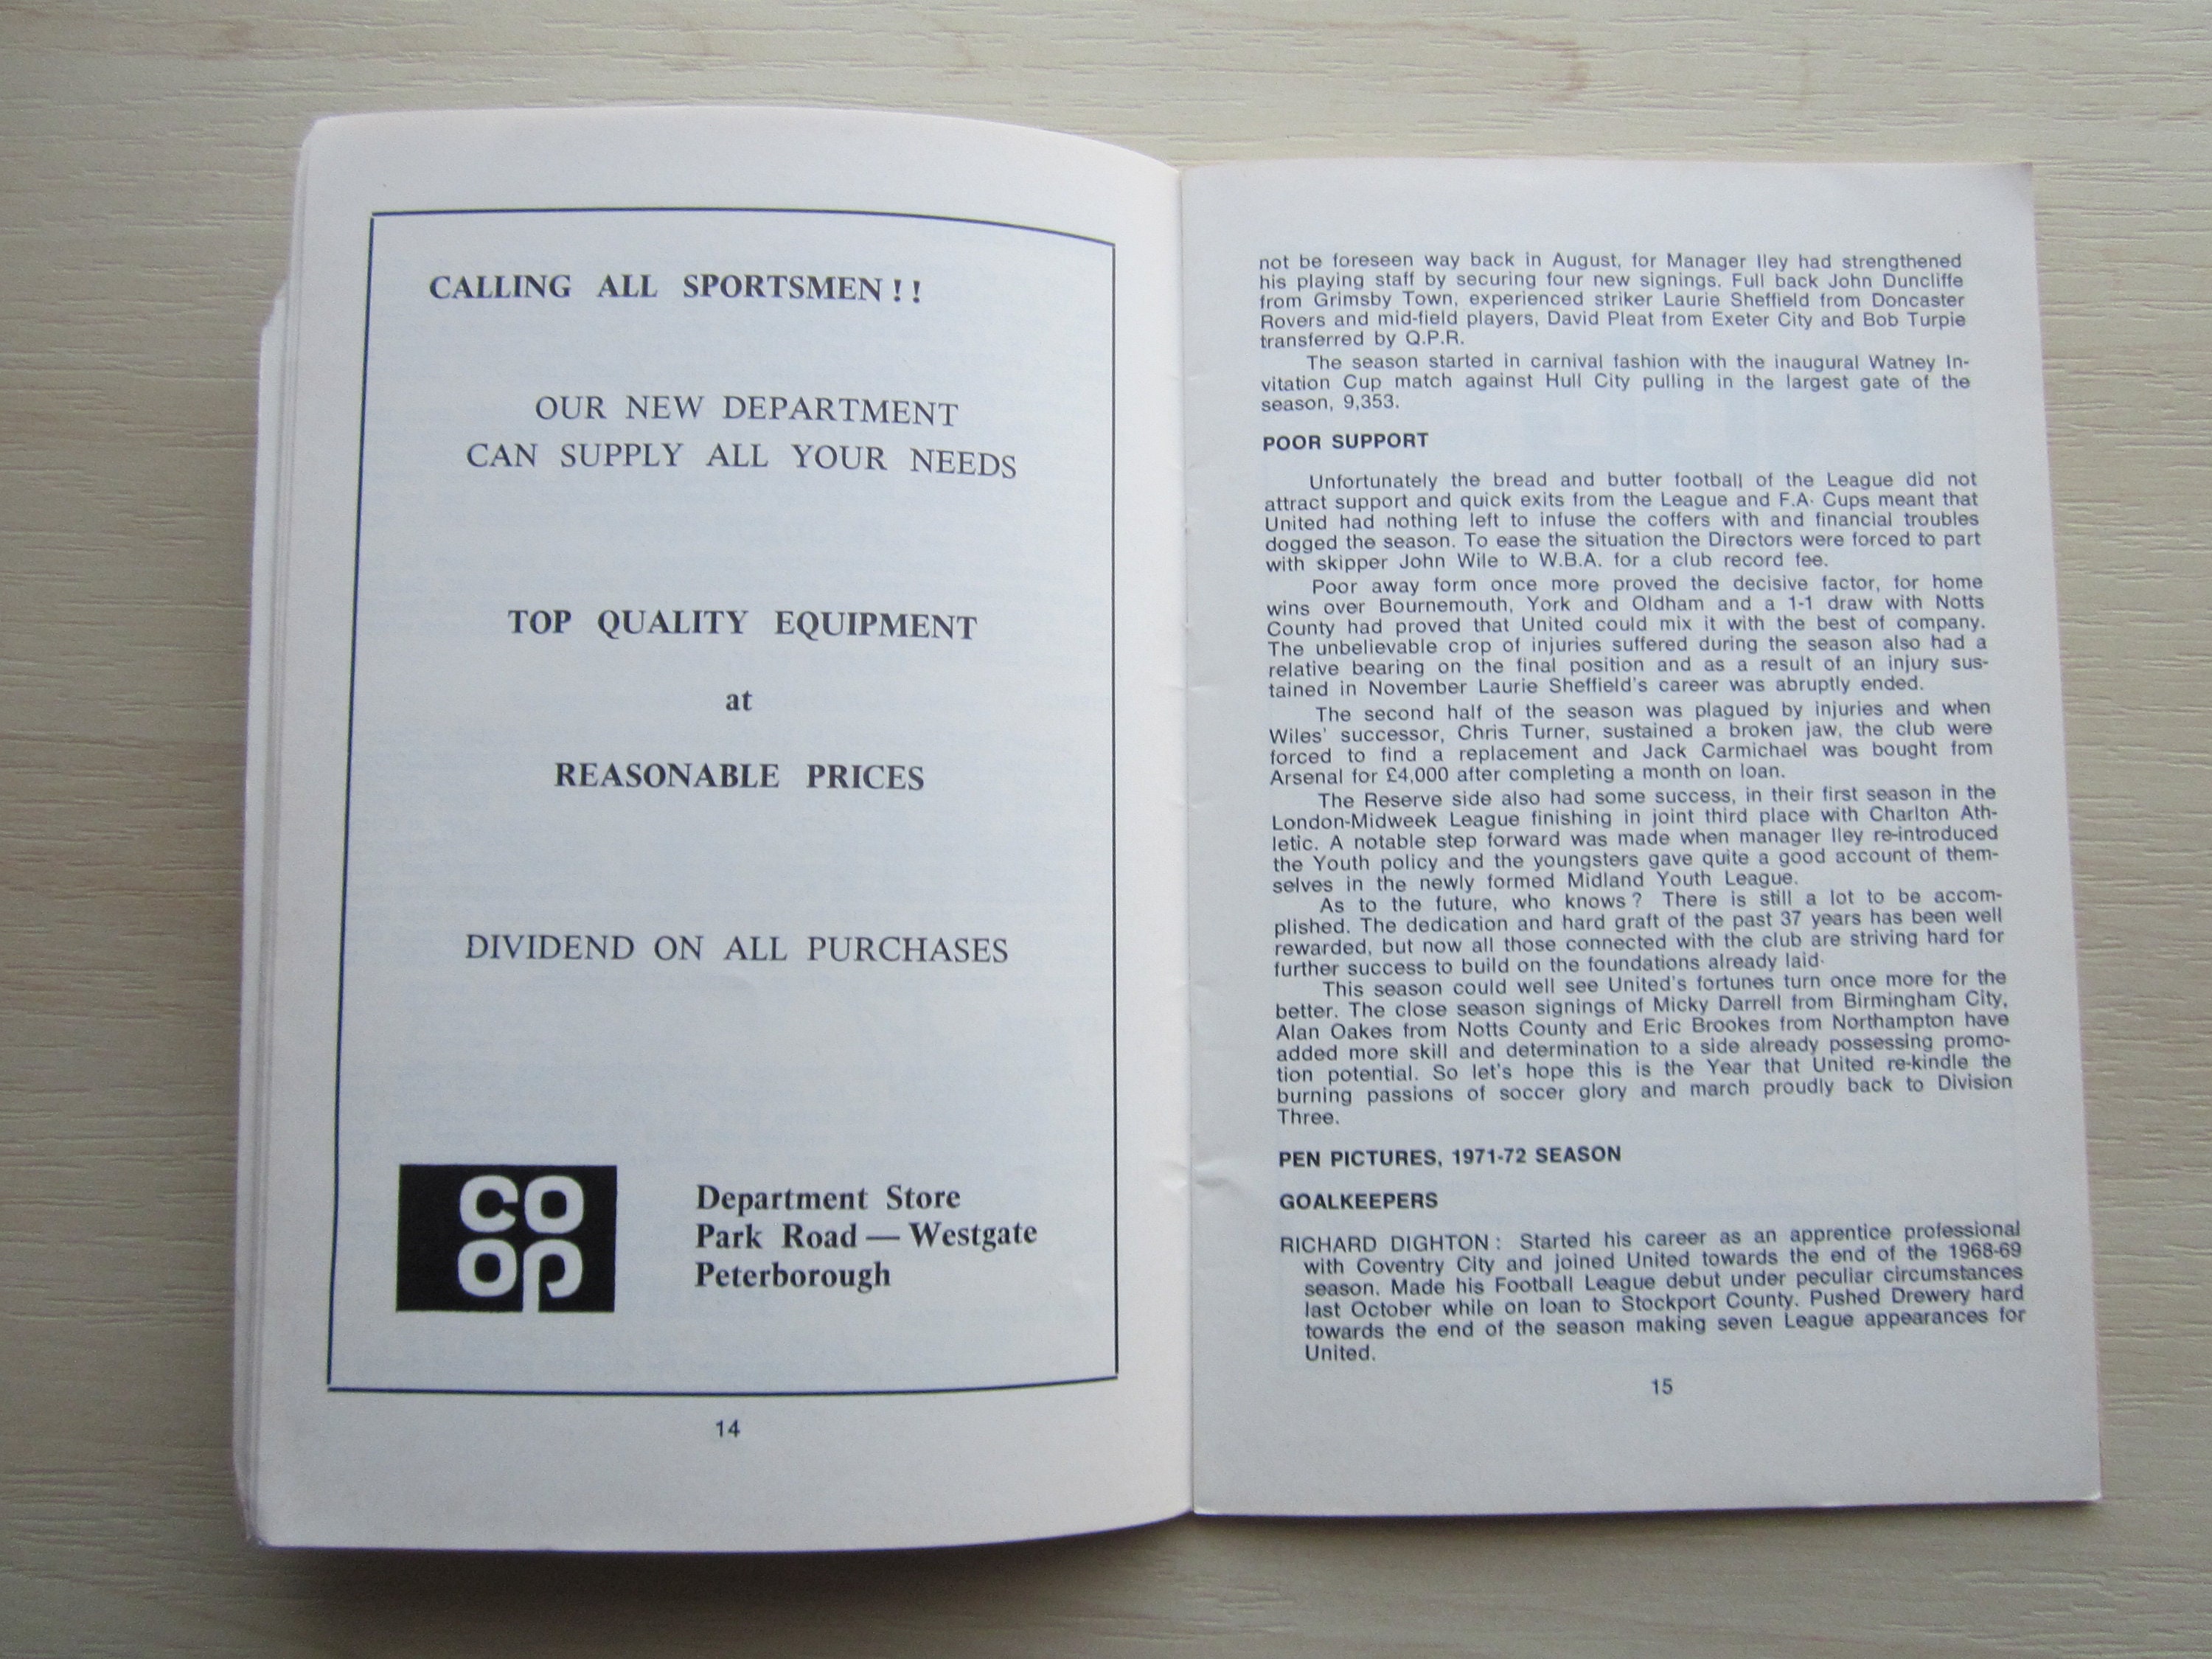 CALLING ALL SPORTSMEN ! !
OUR NEW DEPARTMENT
CAN SUPPLY ALL YOUR NEEDS
TOP QUALITY EQUIPMENT
at
REASONABLE PRICES
DIVIDEND ON ALL PURCHASES
CO
OP
Department Store
Park Road — Westgate
Peterborough
14
not be foreseen way back in August, for Manager Iley had strengthened
his playing staff by securing four new signings. Full back John Duncliffe
from Grimsby Town, experienced striker Laurie Sheffield from Doncaster
Rovers and mid-field players, David Pleat from Exeter City and Bob Turpie
transferred by Q.P.R.
The season started in carnival fashion with the inaugural Watney In-
vitation Cup match against Hull City pulling in the largest gate of the
season, 9,353.
POOR SUPPORT
Unfortunately the bread and butter football of the League did not
attract support and quick exits from the League and F.A. Cups meant that
United had nothing left to infuse the coffers with and financial troubles
dogged the season. To ease the situation the Directors were forced to part
with skipper John Wile to W.B.A. for a club record fee.
Poor away form once more proved the decisive factor, for home
wins over Bournemouth, York and Oldham and a 1-1 draw with Notts
County had proved that United could mix it with the best of company.
The unbelievable crop of injuries suffered during the season also had a
relative bearing on the final position and as a result of an injury sus-
tained in November Laurie Sheffield's career was abruptly ended.
The second half of the season was plagued by injuries and when
Wiles' successor, Chris Turner, sustained a broken jaw, the club were
forced to find a replacement and Jack Carmichael was bought from
Arsenal for £4,000 after completing a month on loan.
The Reserve side also had some success, in their first season in the
London-Midweek League finishing in joint third place with Charlton Ath-
letic. A notable step forward was made when manager Iley re-introduced
the Youth policy and the youngsters gave quite a good account of them-
selves in the newly formed Midland Youth League.
As to the future, who knows? There is still a lot to be accom-
plished. The dedication and hard graft of the past 37 years has been well
rewarded, but now all those connected with the club are striving hard for
further success to build on the foundations already laid.
This season could well see United's fortunes turn once more for the
better. The close season signings of Micky Darrell from Birmingham City,
Alan Oakes from Notts County and Eric Brookes from Northampton have
added more skill and determination to a side already possessing promo-
tion potential. So let's hope this is the Year that United re-kindle the
burning passions of soccer glory and march proudly back to Division
Three.
PEN PICTURES, 1971-72 SEASON
GOALKEEPERS
RICHARD DIGHTON : Started his career as an apprentice professional
with Coventry City and joined United towards the end of the 1968-69
season. Made his Football League debut under peculiar circumstances
last October while on loan to Stockport County. Pushed Drewery hard
towards the end of the season making seven League appearances for
United.
15